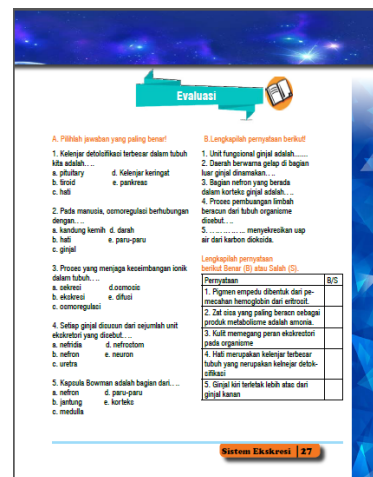 Evaluasi
A. Pilihlah jawaban yang paling benar!
1. Kelenjar detoksifikasi terbesar dalam tubuh
kita adalah....
a. pituitary d. Kelenjar keringat
b. tiroid e. pankreas
c. hati
2. Pada manusia, osmoregulasi berhubungan
dengan....
a. kandung kemih d. darah
b. hati e. paru-paru
c. ginjal
3. Proses yang menjaga keseimbangan ionik
dalam tubuh....
a. sekresi d.osmosis
b. ekskresi e. difusi
c. osmoregulasi
4. Setiap ginjal disusun dari sejumlah unit
ekskretori yang disebut....
a. nefridia d. nefrostom
b. nefron e. neuron
c. uretra
5. Kapsula Bowman adalah bagian dari....
a. nefron d. paru-paru
b. jantung e. korteks
c. medulla
B.Lengkapilah pernyataan berikut!
1. Unit fungsional ginjal adalah.......
2. Daerah berwarna gelap di bagian
luar ginjal dinamakan....
3. Bagian nefron yang berada
dalam korteks ginjal adalah....
4. Proses pembuangan limbah
beracun dari tubuh organisme
disebut....
5. .............. menyekresikan uap
air dari karbon dioksida.
Lengkapilah pernyataan
berikut Benar (B) atau Salah (S).
Pernyataan B/S
1. Pigmen empedu dibentuk dari pe-
mecahan hemoglobin dari eritrosit.
2. Zat sisa yang paling beracn sebagai
produk metabolisme adalah amonia.
3. Kulit memegang peran ekskrestori
pada organisme
4. Hati merupakan kelenjar terbesar
tubuh yang nerupakan kelnejar detok-
sifikasi
5. Ginjal kiri terletak lebih atas dari
ginjal kanan
Sistem Ekskresi 27